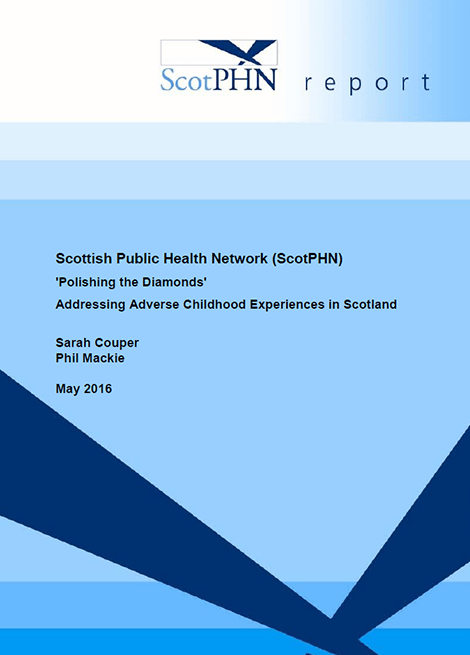 ScotPHN report
Scottish Public Health Network (ScotPHN)
'Polishing the Diamonds'
Addressing Adverse Childhood Experiences in Scotland
Sarah Couper
Phil Mackie
May 2016